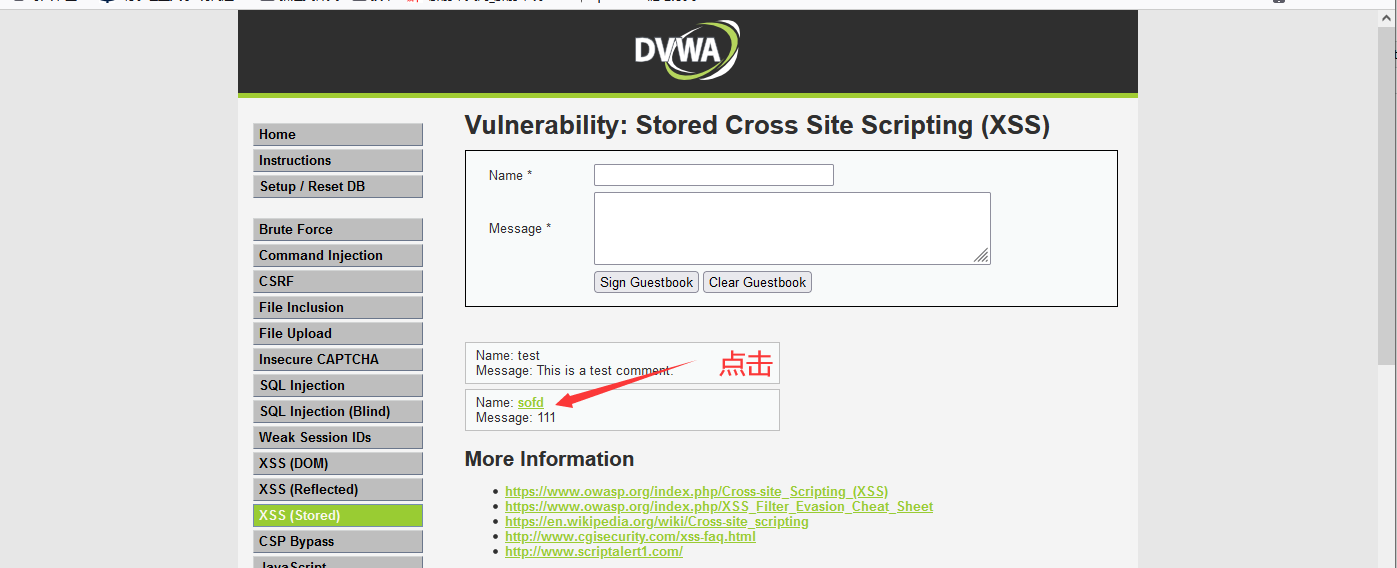 DVWA
Vulnerability: Stored Cross Site Scripting (XSS)
Home
Instructions
Setup / Reset DB
Brute Force
Command Injection
CSRF
File Inclusion
File Upload
Insecure CAPTCHA
SQL Injection
SQL Injection (Blind)
Weak Session IDs
XSS (DOM)
XSS (Reflected)
XSS (Stored)
CSP Bypass
JavaScript
Name *
Message *
Sign Guestbook Clear Guestbook
Name: test
Message: This is a test comment.
点击
Name: sofd
Message: 111
More Information
https://www.owasp.org/index.php/Cross-site_Scripting_(XSS)
https://www.owasp.org/index.php/XSS_Filter_Evasion_Cheat_Sheet
https://en.wikipedia.org/wiki/Cross-site_scripting
http://www.cgisecurity.com/xss-faq.html
http://www.scriptalert1.com/